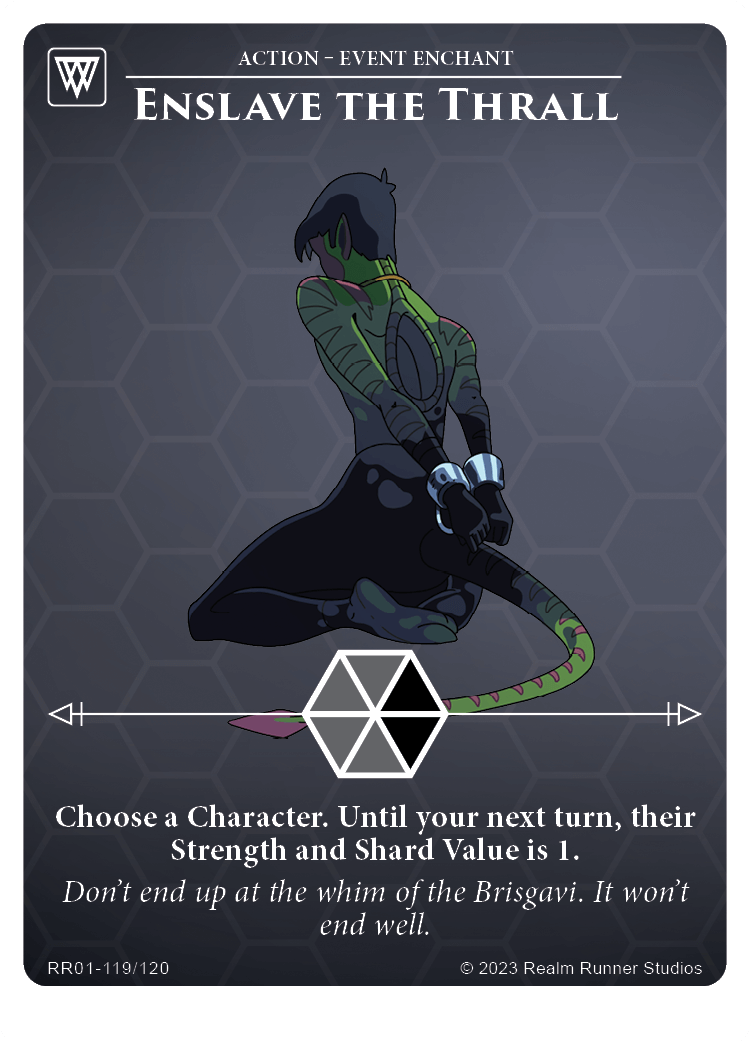 ACTION – EVENT ENCHANT
Enslave the Thrall
Choose a Character. Until your next turn, their
Strength and Shard Value is 1.
Don't end up at the whim of the Brisgavi. It won't
end well.
RR01-119/120
© 2023 Realm Runner Studios